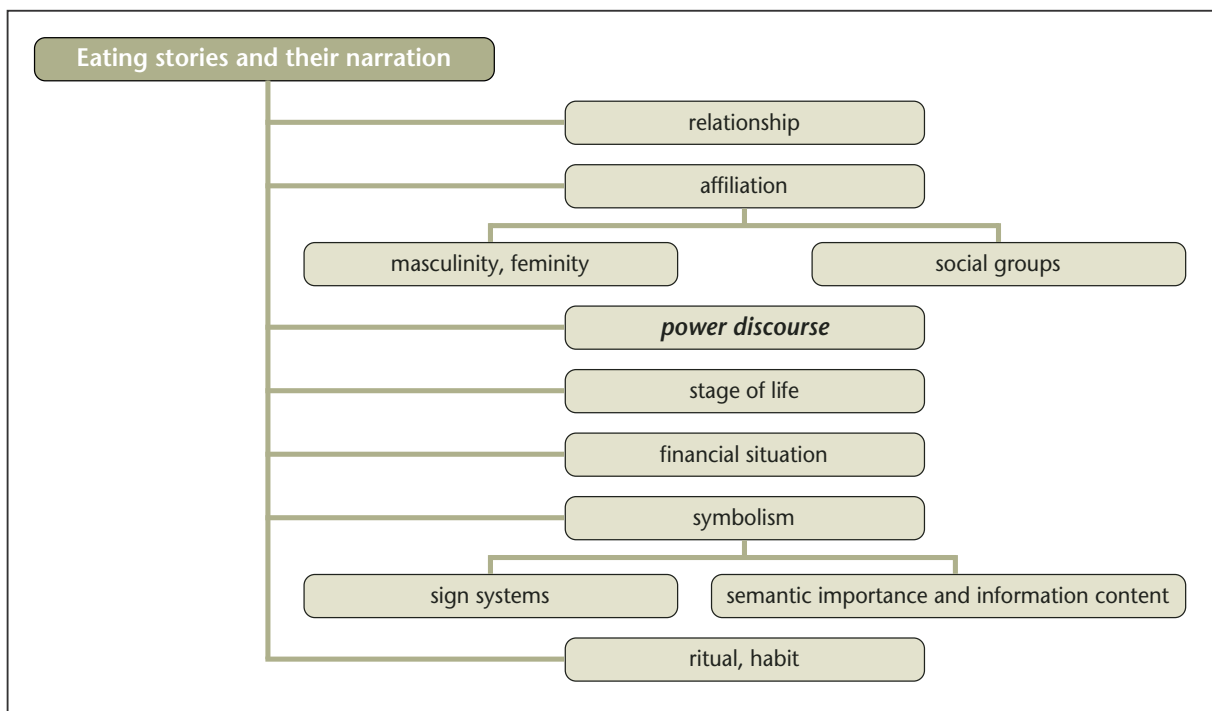 Eating stories and their narration
relationship
affiliation
masculinity, feminity
social groups
power discourse
stage of life
financial situation
symbolism
sign systems
semantic importance and information content
ritual, habit